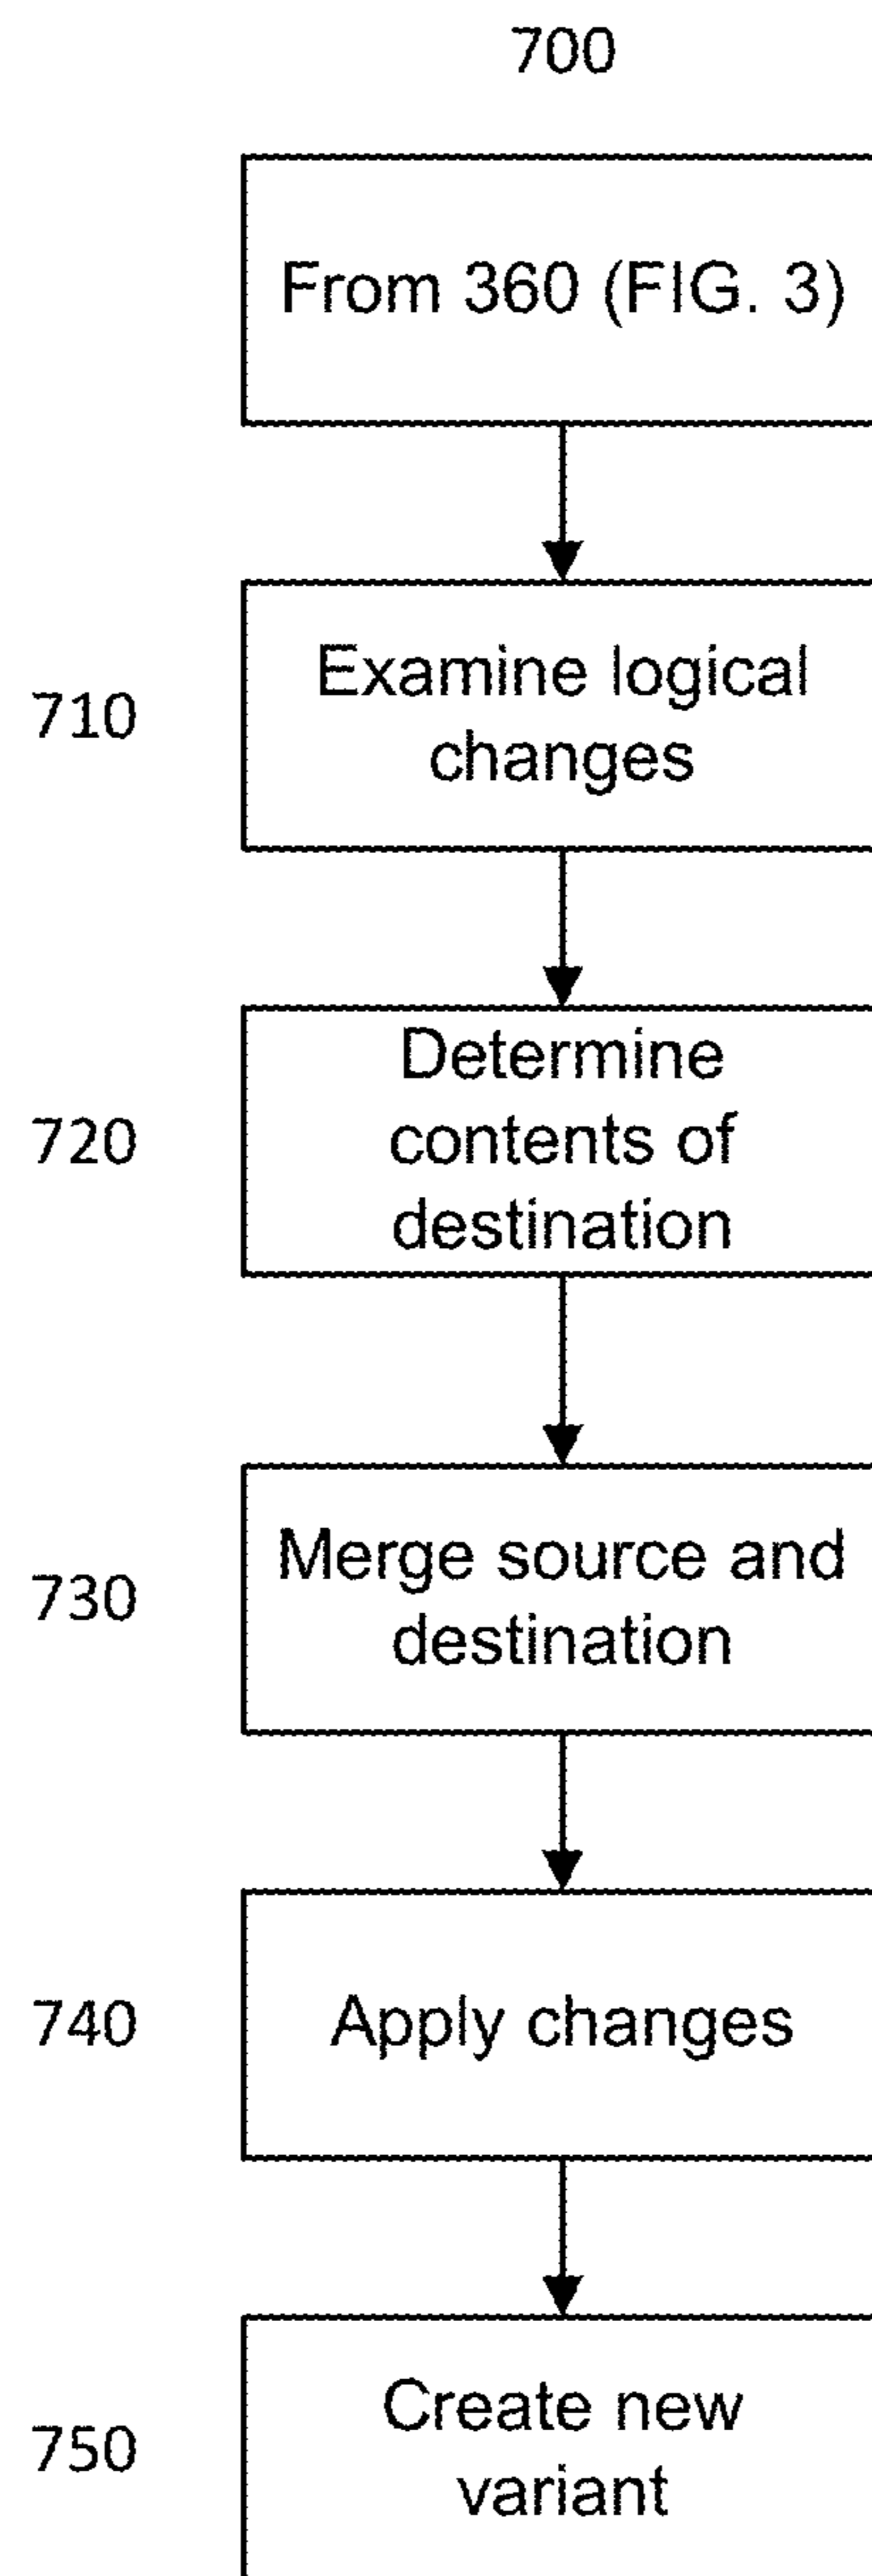 700
From 360 (FIG. 3)
710
Examine logical
changes
720
Determine
contents of
destination
730
Merge source and
destination
740
Apply changes
750
Create new
variant